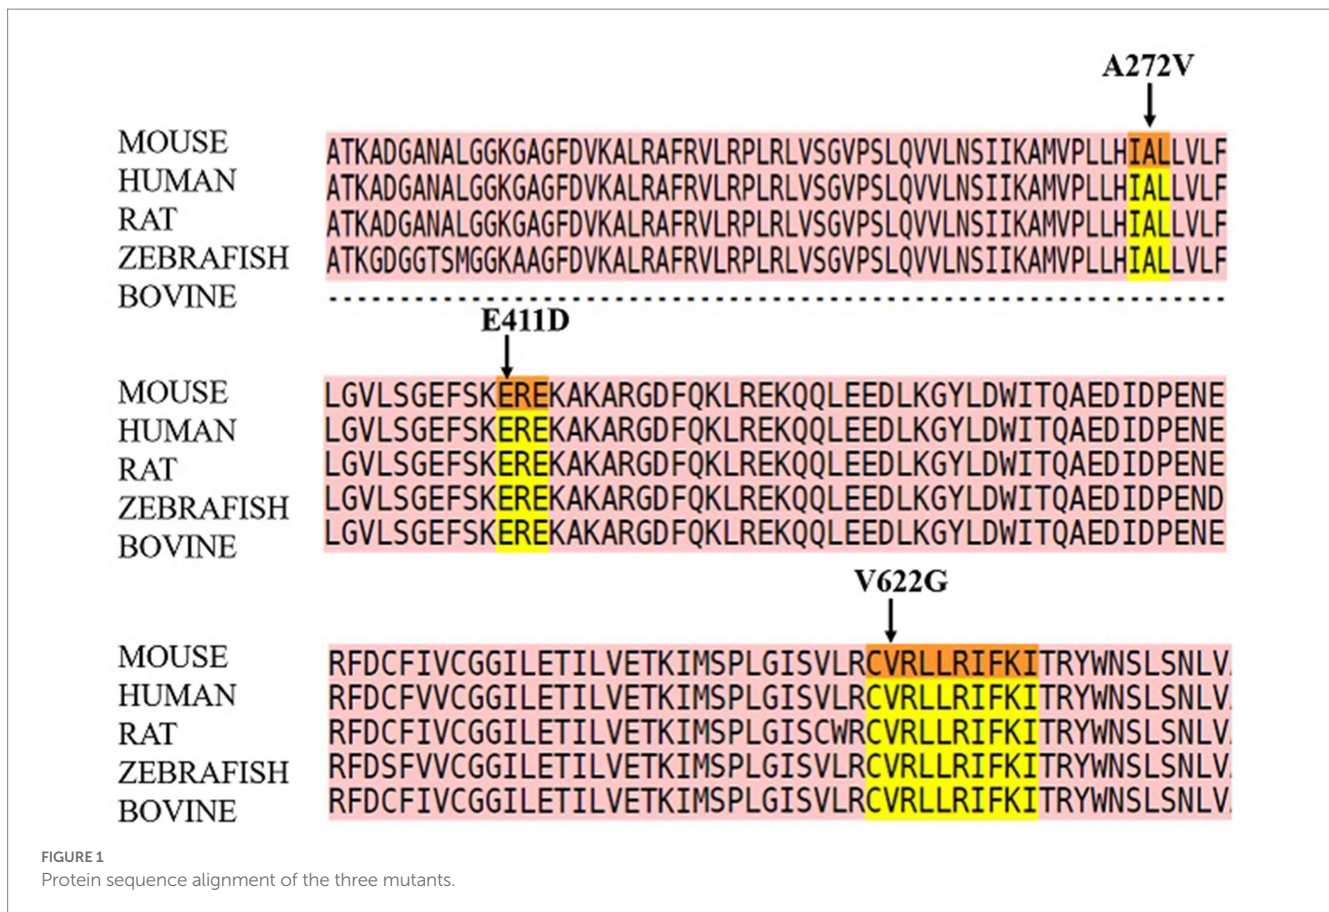 A272V
MOUSE ATKADGANALGGKGAGFDVKALRAFRVLRPLRLVSGVPSLQVVLNSIIKAMVPLLHIALLVLF
HUMAN ATKADGANALGGKGAGFDVKALRAFRVLRPLRLVSGVPSLQVVLNSIIKAMVPLLHIALLVLF
RAT ATKADGANALGGKGAGFDVKALRAFRVLRPLRLVSGVPSLQVVLNSIIKAMVPLLHIALLVLF
ZEBRAFISH ATKGDGGTSMGGKAAGFDVKALRAFRVLRPLRLVSGVPSLQVVLNSIIKAMVPLLHIALLVLF
BOVINE ---------------------------------------------------------------
E411D
MOUSE LGVLSGEFSKEREKAKARGDFQKLREKQQLEEDLKGYLDWITQAEDIDPENE
HUMAN LGVLSGEFSKEREKAKARGDFQKLREKQQLEEDLKGYLDWITQAEDIDPENE
RAT LGVLSGEFSKEREKAKARGDFQKLREKQQLEEDLKGYLDWITQAEDIDPENE
ZEBRAFISH LGVLSGEFSKEREKAKARGDFQKLREKQQLEEDLKGYLDWITQAEDIDPEND
BOVINE LGVLSGEFSKEREKAKARGDFQKLREKQQLEEDLKGYLDWITQAEDIDPENE
V622G
MOUSE RFDCFIVCGGILETILVETKIMSPLGISVLRCVRLLRIFKITRYWNSLSNLV
HUMAN RFDCFIVCGGILETILVETKIMSPLGISVLRCVRLLRIFKITRYWNSLSNLV
RAT RFDCFIVCGGILETILVETKIMSPLGISCWRCVRLLRIFKITRYWNSLSNLV
ZEBRAFISH RFDSFVVCGGILETILVETKIMSPLGISVLRCVRLLRIFKITRYWNSLSNLV
BOVINE RFDCFIVCGGILETILVETKIMSPLGISVLRCVRLLRIFKITRYWNSLSNLV
FIGURE 1
Protein sequence alignment of the three mutants.